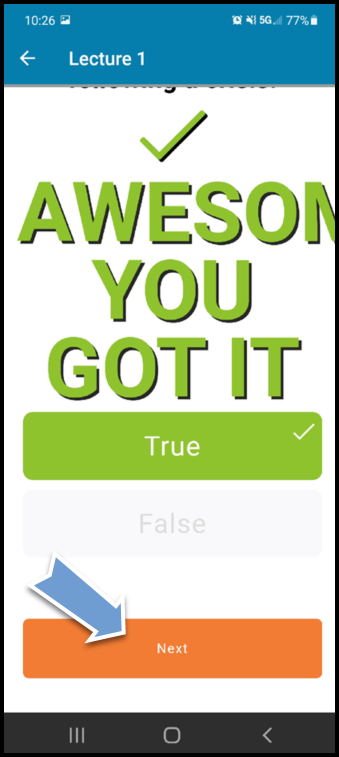 10:26 5G 77%
Lecture 1
AWESOM
YOU
GOT IT
True
False
Next